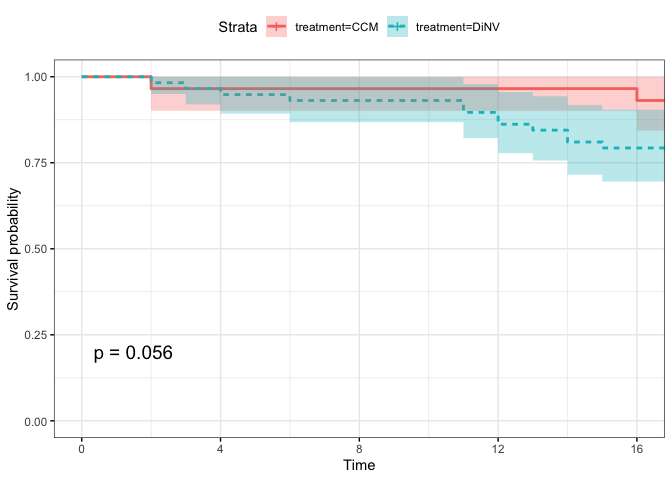 Strata treatment=CCM treatment=DiNV
1.00
0.75
Survival probability
0.50
0.25
p = 0.056
0.00
0 4 8 12 16
Time